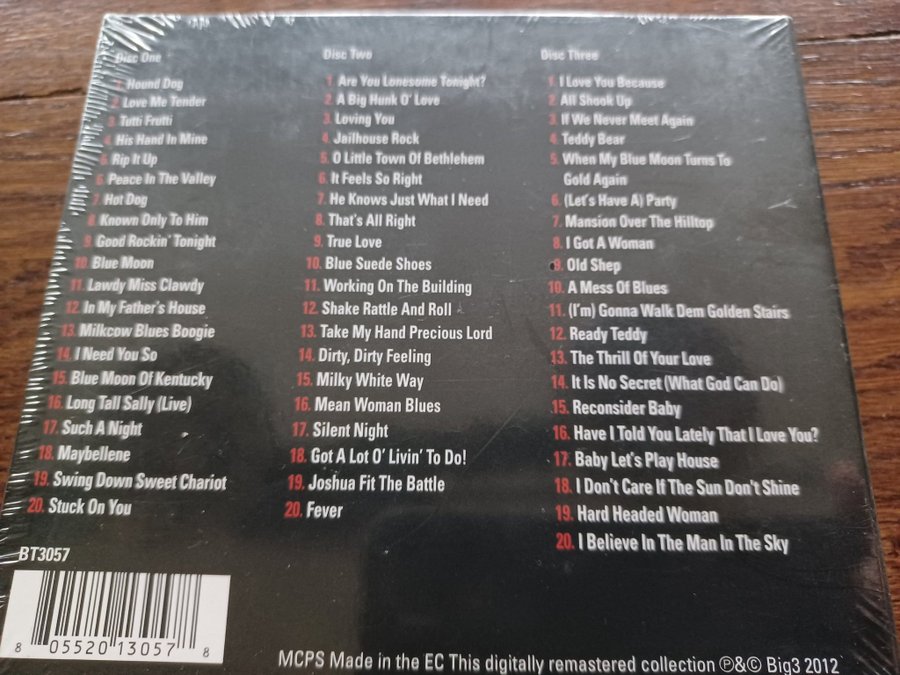 Disc One
1. Hound Dog
2. Love Me Tender
3. Tutti Frutti
4. His Hand In Mine
5. Rip It Up
6. Peace In The Valley
7. Hot Dog
8. Known Only To Him
9. Good Rockin' Tonight
10. Blue Moon
11. Lawdy Miss Clawdy
12. In My Father's House
13. Milkcow Blues Boogie
14. I Need You So
15. Blue Moon Of Kentucky
16. Long Tall Sally (Live)
17. Such A Night
18. Maybellene
19. Swing Down Sweet Chariot
20. Stuck On You
Disc Two
1. Are You Lonesome Tonight?
2. A Big Hunk O' Love
3. Loving You
4. Jailhouse Rock
5. O Little Town Of Bethlehem
6. It Feels So Right
7. He Knows Just What I Need
8. That's All Right
9. True Love
10. Blue Suede Shoes
11. Working On The Building
12. Shake Rattle And Roll
13. Take My Hand Precious Lord
14. Dirty, Dirty Feeling
15. Milky White Way
16. Mean Woman Blues
17. Silent Night
18. Got A Lot O' Livin' To Do!
19. Joshua Fit The Battle
20. Fever
Disc Three
1. I Love You Because
2. All Shook Up
3. If We Never Meet Again
4. Teddy Bear
5. When My Blue Moon Turns To
Gold Again
6. (Let's Have A) Party
7. Mansion Over The Hilltop
8. I Got A Woman
9. Old Shep
10. A Mess Of Blues
11. (I'm) Gonna Walk Dem Golden Stairs
12. Ready Teddy
13. The Thrill Of Your Love
14. It Is No Secret (What God Can Do)
15. Reconsider Baby
16. Have I Told You Lately That I Love You?
17. Baby Let's Play House
18. I Don't Care If The Sun Don't Shine
19. Hard Headed Woman
20. I Believe In The Man In The Sky
BT3057
8 05520 13057 8
MCPS Made in the EC This digitally remastered collection ℗&© Big3 2012